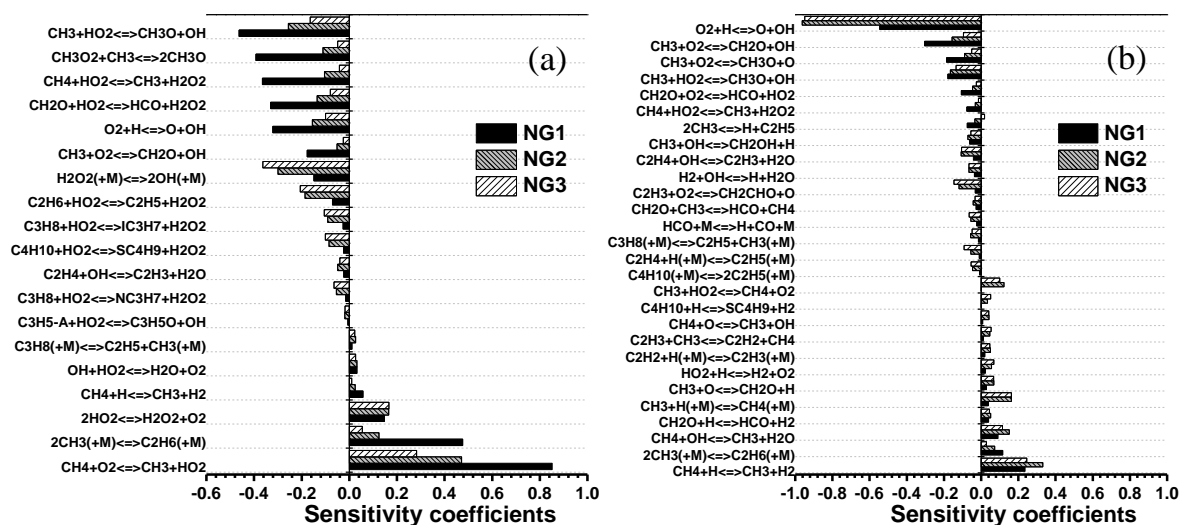 (a)
CH3+HO2<=>CH3O+OH
CH3O2+CH3<=>2CH3O
CH4+HO2<=>CH3+H2O2
CH2O+HO2<=>HCO+H2O2
O2+H<=>O+OH
CH3+O2<=>CH2O+OH
H2O2(+M)<=>2OH(+M)
C2H6+HO2<=>C2H5+H2O2
C3H8+HO2<=>IC3H7+H2O2
C4H10+HO2<=>SC4H9+H2O2
C2H4+OH<=>C2H3+H2O
C3H8+HO2<=>NC3H7+H2O2
C3H5-A+HO2<=>C3H5O+OH
C3H8(+M)<=>C2H5+CH3(+M)
OH+HO2<=>H2O+O2
CH4+H<=>CH3+H2
2HO2<=>H2O2+O2
2CH3(+M)<=>C2H6(+M)
CH4+O2<=>CH3+HO2
NG1
NG2
NG3
-0.6 -0.4 -0.2 0.0 0.2 0.4 0.6 0.8 1.0
Sensitivity coefficients
(b)
O2+H<=>O+OH
CH3+O2<=>CH2O+OH
CH3+O2<=>CH3O+O
CH3+HO2<=>CH3O+OH
CH2O+O2<=>HCO+HO2
CH4+HO2<=>CH3+H2O2
2CH3<=>H+C2H5
CH3+OH<=>CH2OH+H
C2H4+OH<=>C2H3+H2O
H2+OH<=>H+H2O
C2H3+O2<=>CH2CHO+O
CH2O+CH3<=>HCO+CH4
HCO+M<=>H+CO+M
C3H8(+M)<=>C2H5+CH3(+M)
C2H4+H(+M)<=>C2H5(+M)
C4H10(+M)<=>2C2H5(+M)
CH3+HO2<=>CH4+O2
C4H10+H<=>SC4H9+H2
CH4+O<=>CH3+OH
C2H3+CH3<=>C2H2+CH4
C2H2+H(+M)<=>C2H3(+M)
HO2+H<=>H2+O2
CH3+O<=>CH2O+H
CH3+H(+M)<=>CH4(+M)
CH2O+H<=>HCO+H2
CH4+OH<=>CH3+H2O
2CH3(+M)<=>C2H6(+M)
CH4+H<=>CH3+H2
NG1
NG2
NG3
-1.0 -0.8 -0.6 -0.4 -0.2 0.0 0.2 0.4 0.6 0.8 1.0
Sensitivity coefficients